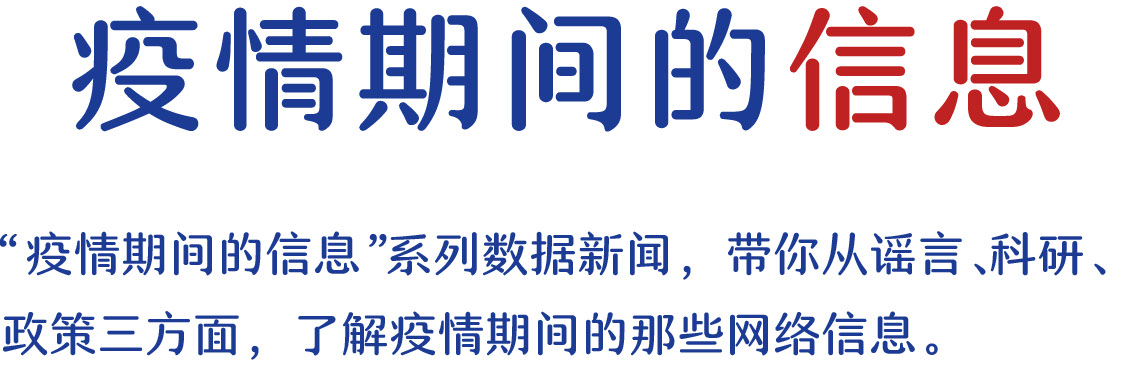 疫情期间的信息
“疫情期间的信息”系列数据新闻，带你从谣言、科研、
政策三方面，了解疫情期间的那些网络信息。